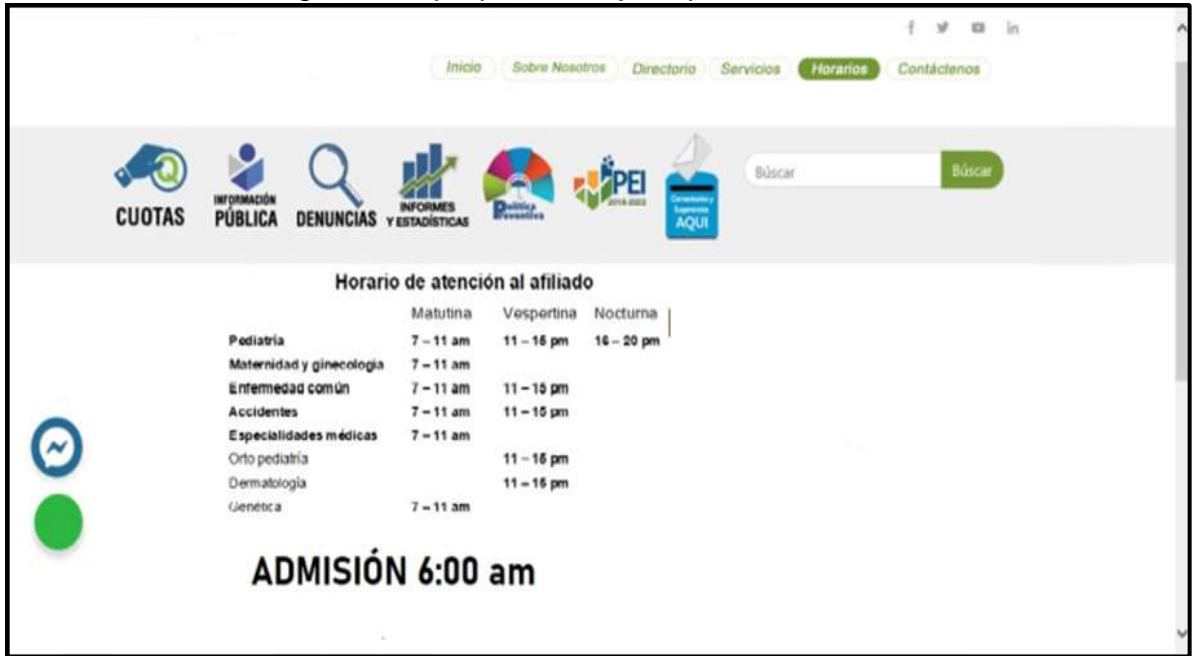 f in
Inicio Sobre Nosotros Directorio Servicios Horarios Contáctenos
CUOTAS
INFORMACIÓN
PÚBLICA
DENUNCIAS
INFORMES
Y ESTADÍSTICAS
Política
Preventiva
PEI
AQUI
Búscar Búscar
Horario de atención al afiliado
Matutina Vespertina Nocturna
Pediatría 7 – 11 am 11 – 15 pm 16 – 20 pm
Maternidad y ginecología 7 – 11 am
Enfermedad común 7 – 11 am 11 – 15 pm
Accidentes 7 – 11 am 11 – 15 pm
Especialidades médicas 7 – 11 am
Orto pediatría 11 – 15 pm
Dermatología 11 – 15 pm
Genética 7 – 11 am
ADMISIÓN 6:00 am